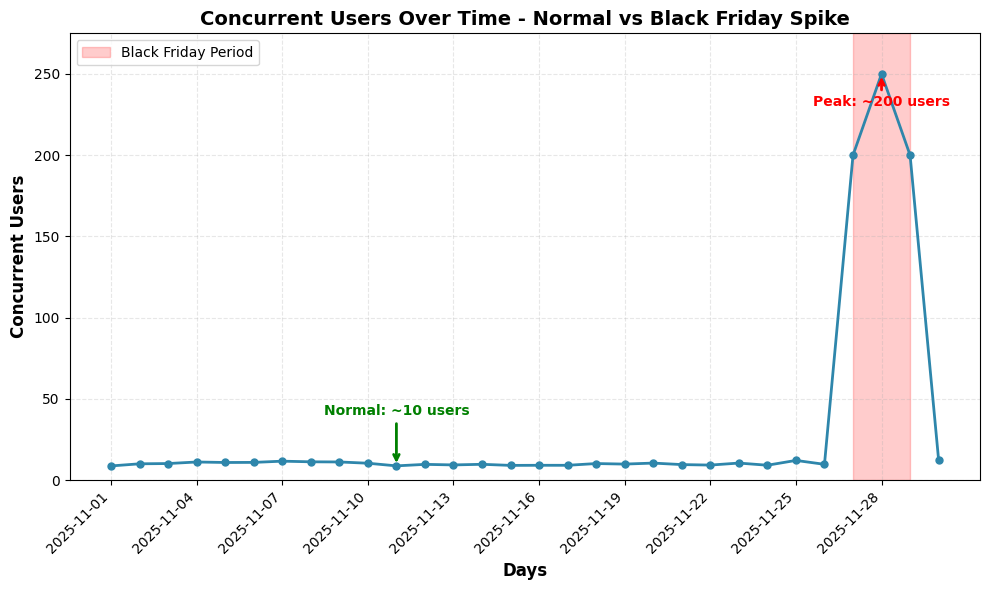 Concurrent Users Over Time - Normal vs Black Friday Spike
Black Friday Period
Peak: ~200 users
Normal: ~10 users
Concurrent Users
250
200
150
100
50
0
2025-11-01
2025-11-04
2025-11-07
2025-11-10
2025-11-13
2025-11-16
2025-11-19
2025-11-22
2025-11-25
2025-11-28
Days